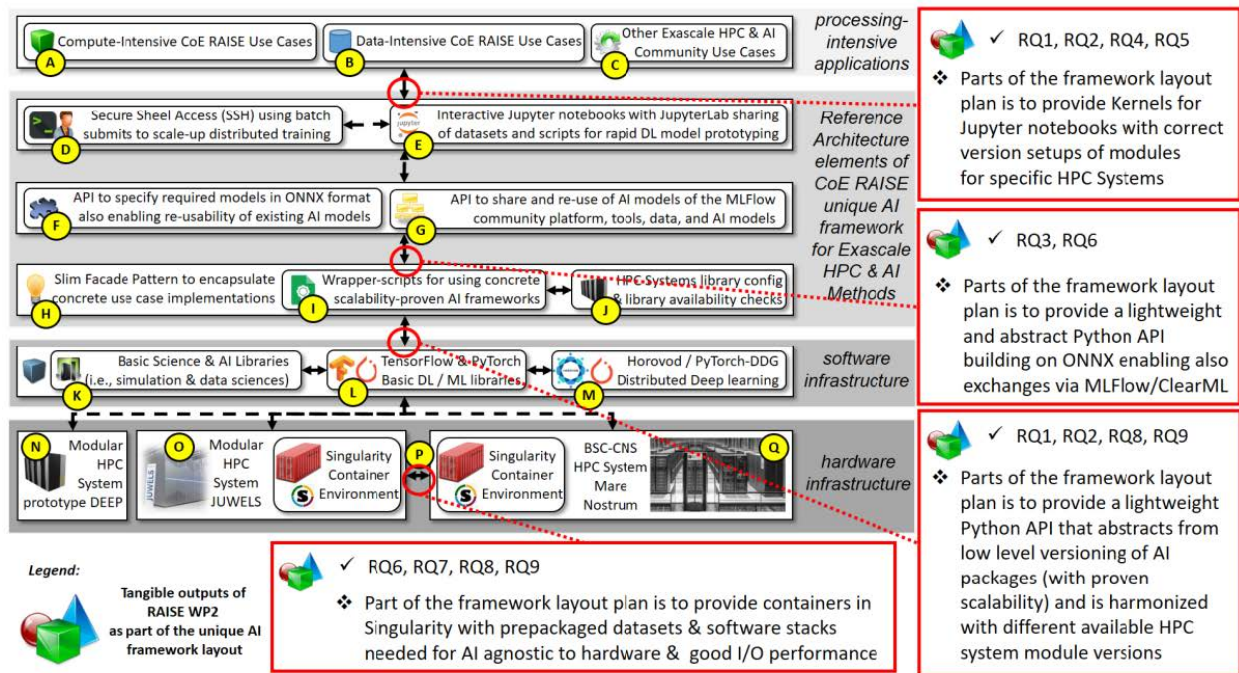 Compute-Intensive CoE RAISE Use Cases
A
Data-Intensive CoE RAISE Use Cases
B
Other Exascale HPC & AI
Community Use Cases
C
processing-
intensive
applications
Secure Sheel Access (SSH) using batch
submits to scale-up distributed training
D
jupyter
Interactive Jupyter notebooks with JupyterLab sharing
of datasets and scripts for rapid DL model prototyping
E
API to specify required models in ONNX format
also enabling re-usability of existing AI models
F
API to share and re-use of AI models of the MLFlow
community platform, tools, data, and AI models
G
Slim Facade Pattern to encapsulate
concrete use case implementations
H
Wrapper-scripts for using concrete
scalability-proven AI frameworks
I
HPC Systems library config
& library availability checks
J
Reference
Architecture
elements of
CoE RAISE
unique AI
framework
for Exascale
HPC & AI
Methods
Basic Science & AI Libraries
(i.e., simulation & data sciences)
K
TensorFlow & PyTorch
Basic DL / ML libraries
L
Horovod / PyTorch-DDG
Distributed Deep learning
M
software
infrastructure
N
Modular
HPC
System
prototype DEEP
O
JUWELS
Modular
HPC
System
JUWELS
Singularity
Container
Environment
S
P
Singularity
Container
Environment
S
BSC-CNS
HPC System
Mare
Nostrum
Q
hardware
infrastructure
✓ RQ1, RQ2, RQ4, RQ5
❖ Parts of the framework layout
plan is to provide Kernels for
Jupyter notebooks with correct
version setups of modules
for specific HPC Systems
✓ RQ3, RQ6
❖ Parts of the framework layout
plan is to provide a lightweight
and abstract Python API
building on ONNX enabling also
exchanges via MLFlow/ClearML
✓ RQ1, RQ2, RQ8, RQ9
❖ Parts of the framework layout
plan is to provide a lightweight
Python API that abstracts from
low level versioning of AI
packages (with proven
scalability) and is harmonized
with different available HPC
system module versions
✓ RQ6, RQ7, RQ8, RQ9
❖ Part of the framework layout plan is to provide containers in
Singularity with prepackaged datasets & software stacks
needed for AI agnostic to hardware & good I/O performance
Legend:
Tangible outputs of
RAISE WP2
as part of the unique AI
framework layout